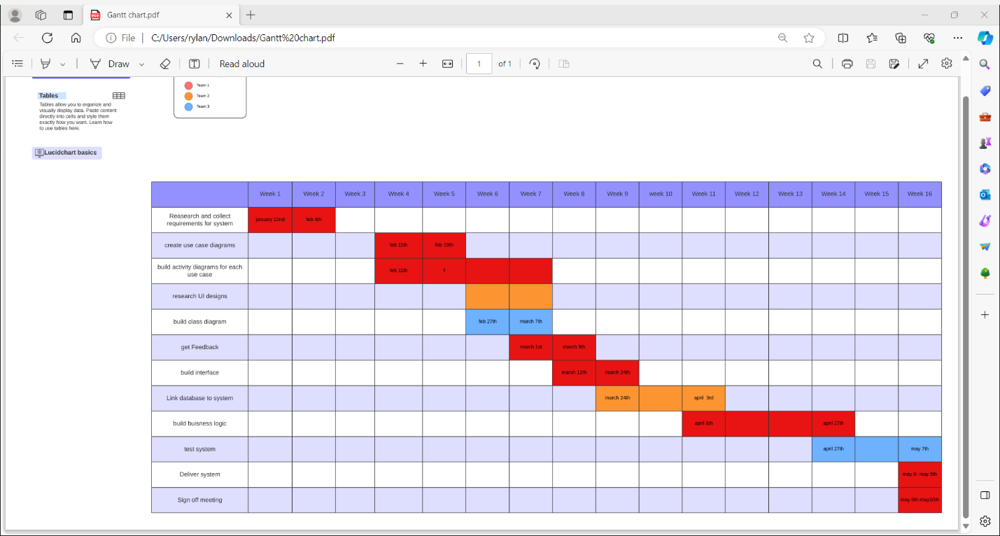 Gantt chart.pdf
File
C:/Users/rylan/Downloads/Gantt%20chart.pdf
Draw
Read aloud
1
of 1
Team 1
Team 2
Team 3
Tables
Tables allow you to organize and
visually display data. Paste content
directly into cells and style them
exactly how you want. Learn how
to use tables here.
Lucidchart basics
Week 1 Week 2 Week 3 Week 4 Week 5 Week 6 Week 7 Week 8 Week 9 week 10 Week 11 Week 12 Week 13 Week 14 Week 15 Week 16
Reasearch and collect
requirements for system
january 22nd feb 4th
create use case diagrams feb 11th feb 18th
build activity diagrams for each
use case
feb 11th f
research UI designs
build class diagram feb 27th march 7th
get Feedback march 1st march 8th
build interface march 12th march 24th
Link database to system march 24th april 3rd
build buisness logic april 5th april 27th
test system april 27th may 7th
Deliver system may 8- may 9th
Sign off meeting may 9th-may10th